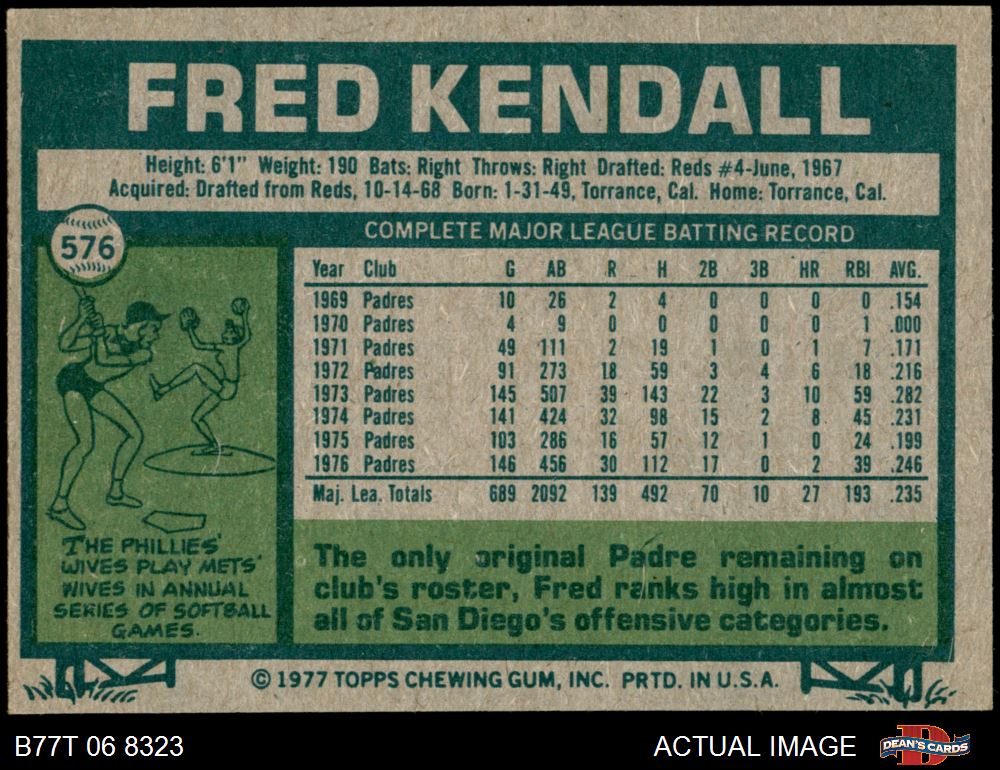 FRED KENDALL
Height: 6'1" Weight: 190 Bats: Right Throws: Right Drafted: Reds #4-June, 1967
Acquired: Drafted from Reds, 10-14-68 Born: 1-31-49, Torrance, Cal. Home: Torrance, Cal.
576
COMPLETE MAJOR LEAGUE BATTING RECORD
Year Club G AB R H 2B 3B HR RBI AVG.
1969 Padres 10 26 2 4 0 0 0 0 .154
1970 Padres 4 9 0 0 0 0 0 1 .000
1971 Padres 49 111 2 19 1 0 1 7 .171
1972 Padres 91 273 18 59 3 4 6 18 .216
1973 Padres 145 507 39 143 22 3 10 59 .282
1974 Padres 141 424 32 98 15 2 8 45 .231
1975 Padres 103 286 16 57 12 1 0 24 .199
1976 Padres 146 456 30 112 17 0 2 39 .246
Maj. Lea. Totals 689 2092 139 492 70 10 27 193 .235
THE PHILLIES'
WIVES PLAY METS'
WIVES IN ANNUAL
SERIES OF SOFTBALL
GAMES.
The only original Padre remaining on
club's roster, Fred ranks high in almost
all of San Diego's offensive categories.
© 1977 TOPPS CHEWING GUM, INC. PRTD. IN U.S.A.
B77T 06 8323
ACTUAL IMAGE
D
DEAN'S CARDS